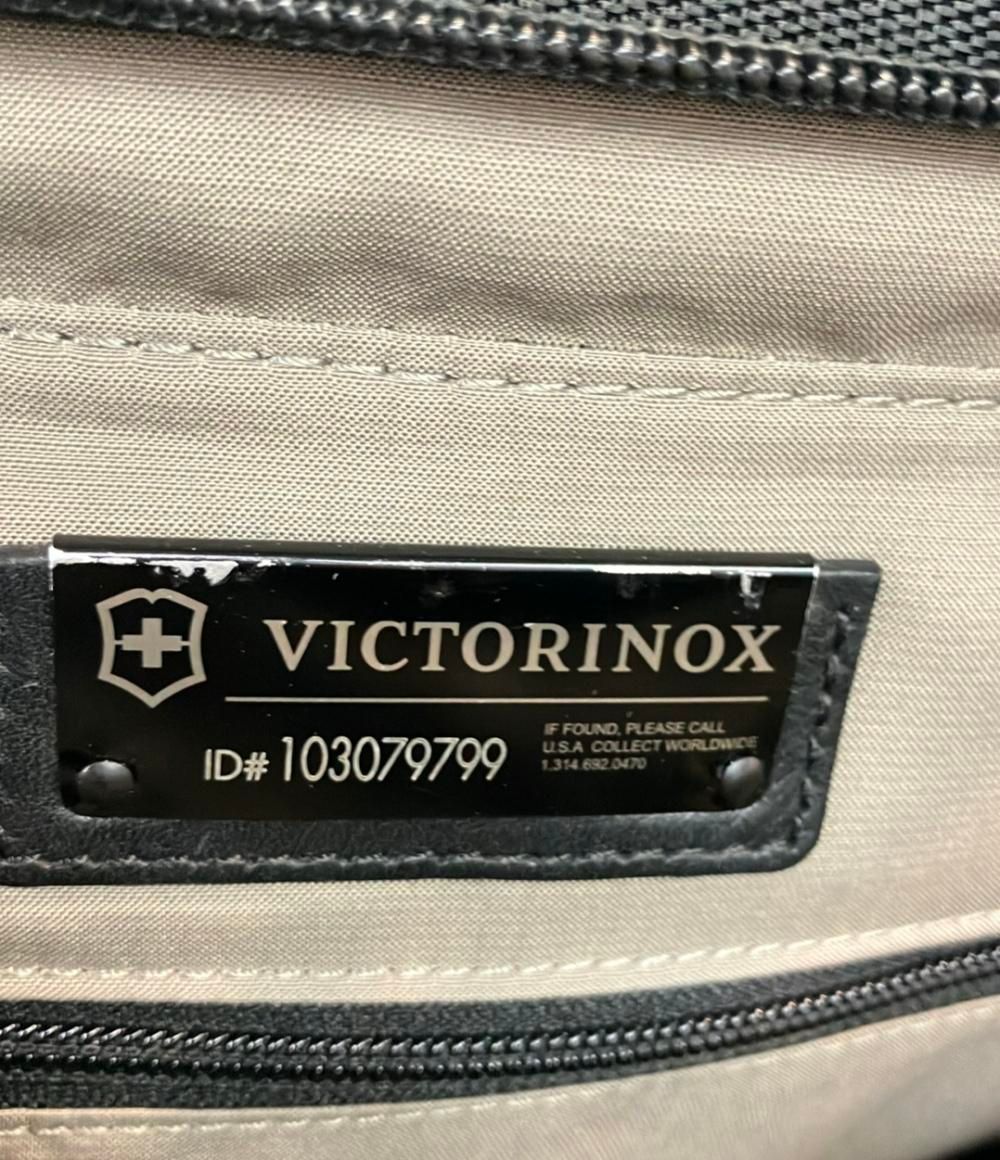 VICTORINOX
ID# 103079799
IF FOUND, PLEASE CALL
U.S.A COLLECT WORLDWIDE
1.314.692.0470